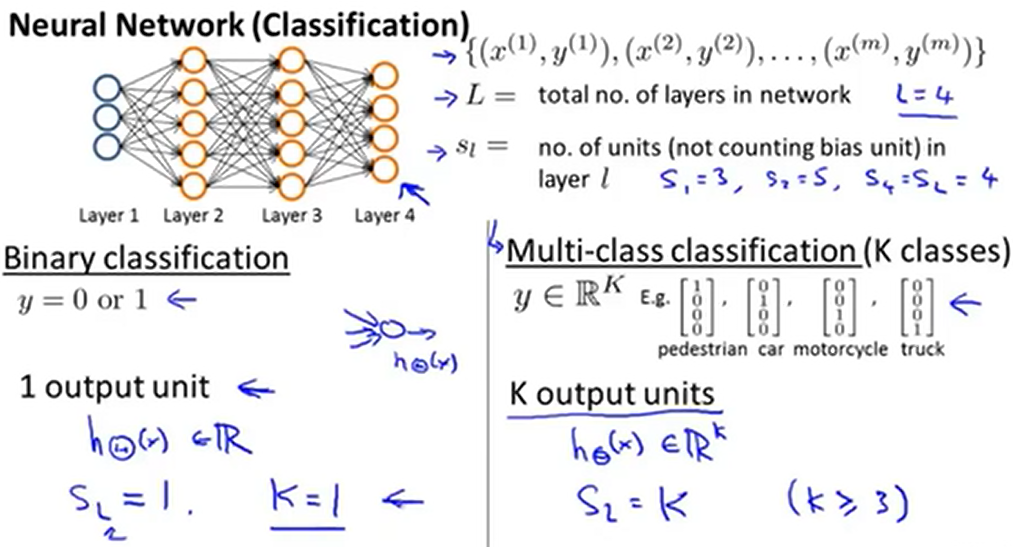 Neural Network (Classification)
→ {(x^(1), y^(1)), (x^(2), y^(2)), ..., (x^(m), y^(m))}
→ L = total no. of layers in network L = 4
→ s_l = no. of units (not counting bias unit) in
layer l S_1 = 3, S_2 = 5, S_4 = S_L = 4
Layer 1 Layer 2 Layer 3 Layer 4
Binary classification
y = 0 or 1 ←
h_Θ(x)
1 output unit ←
h_Θ(x) ∈ ℝ
S_L = 1. K = 1 ←
Multi-class classification (K classes)
y ∈ ℝ^K E.g. [1 0 0 0], [0 1 0 0], [0 0 1 0], [0 0 0 1] ←
pedestrian car motorcycle truck
K output units
h_Θ(x) ∈ ℝ^K
S_L = K (K ≥ 3)